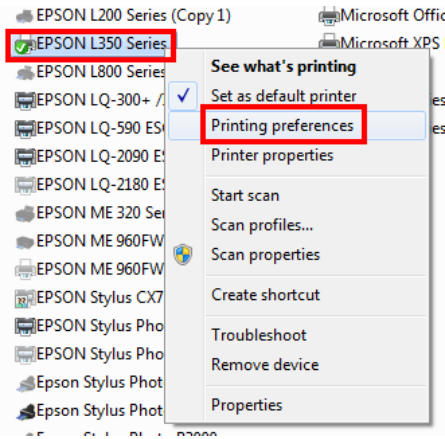 EPSON L200 Series (Copy 1)
Microsoft Offic
EPSON L350 Series
Microsoft XPS
EPSON L800 Series
See what's printing
EPSON LQ-300+ /
Set as default printer
EPSON LQ-590 ES
Printing preferences
EPSON LQ-2090 E
Printer properties
EPSON LQ-2180 E
Start scan
EPSON ME 320 Se
Scan profiles...
EPSON ME 960FW
Scan properties
EPSON ME 960FW
Create shortcut
EPSON Stylus CX7
Troubleshoot
EPSON Stylus Pho
Remove device
EPSON Stylus Pho
Epson Stylus Phot
Properties
Epson Stylus Phot